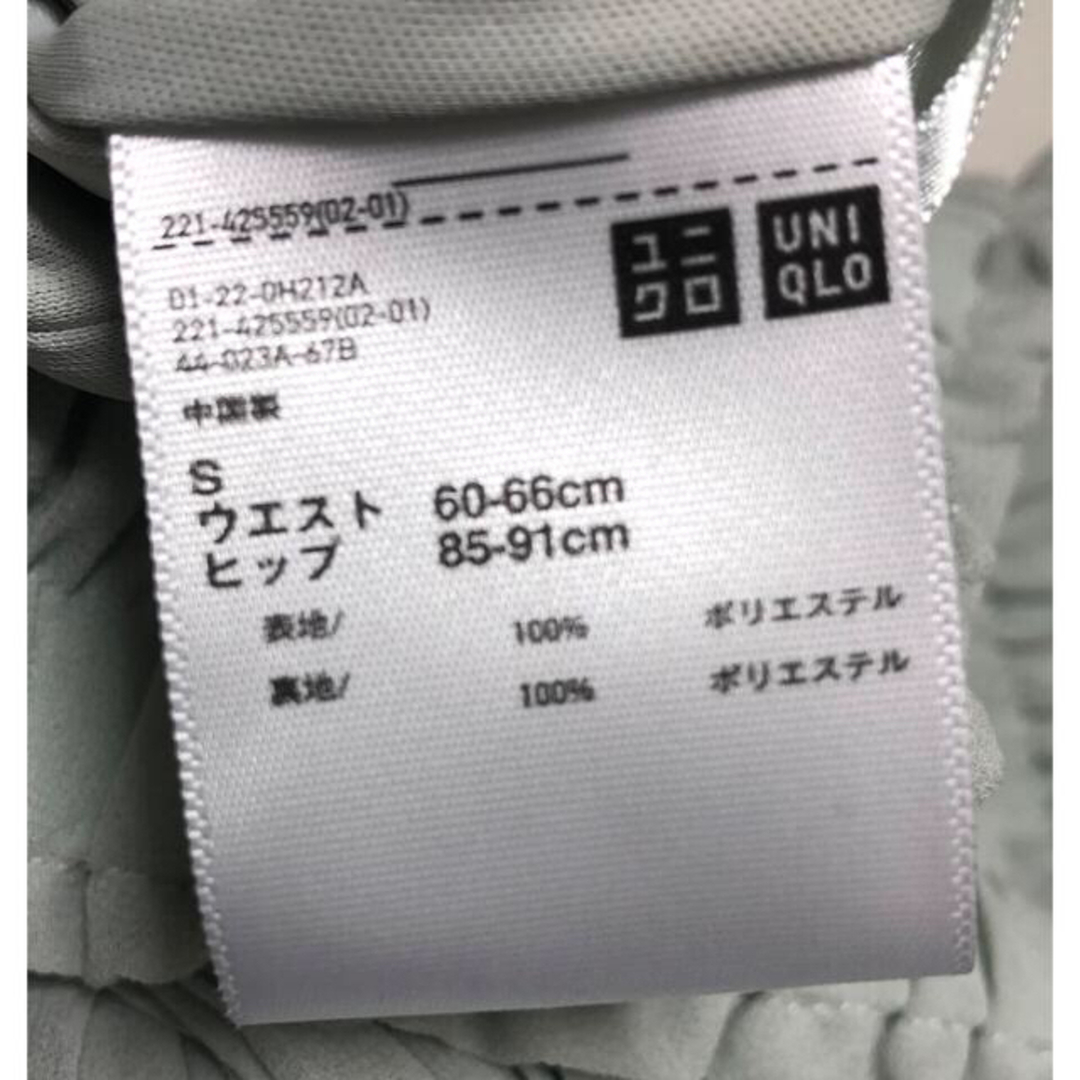 221-425559(02-01)
ユニ
クロ
UNI
QLO
01-22-0H212A
221-425559(02-01)
44-023A-67B
中国製
S
ウエスト 60-66cm
ヒップ 85-91cm
表地/ 100% ポリエステル
裏地/ 100% ポリエステル